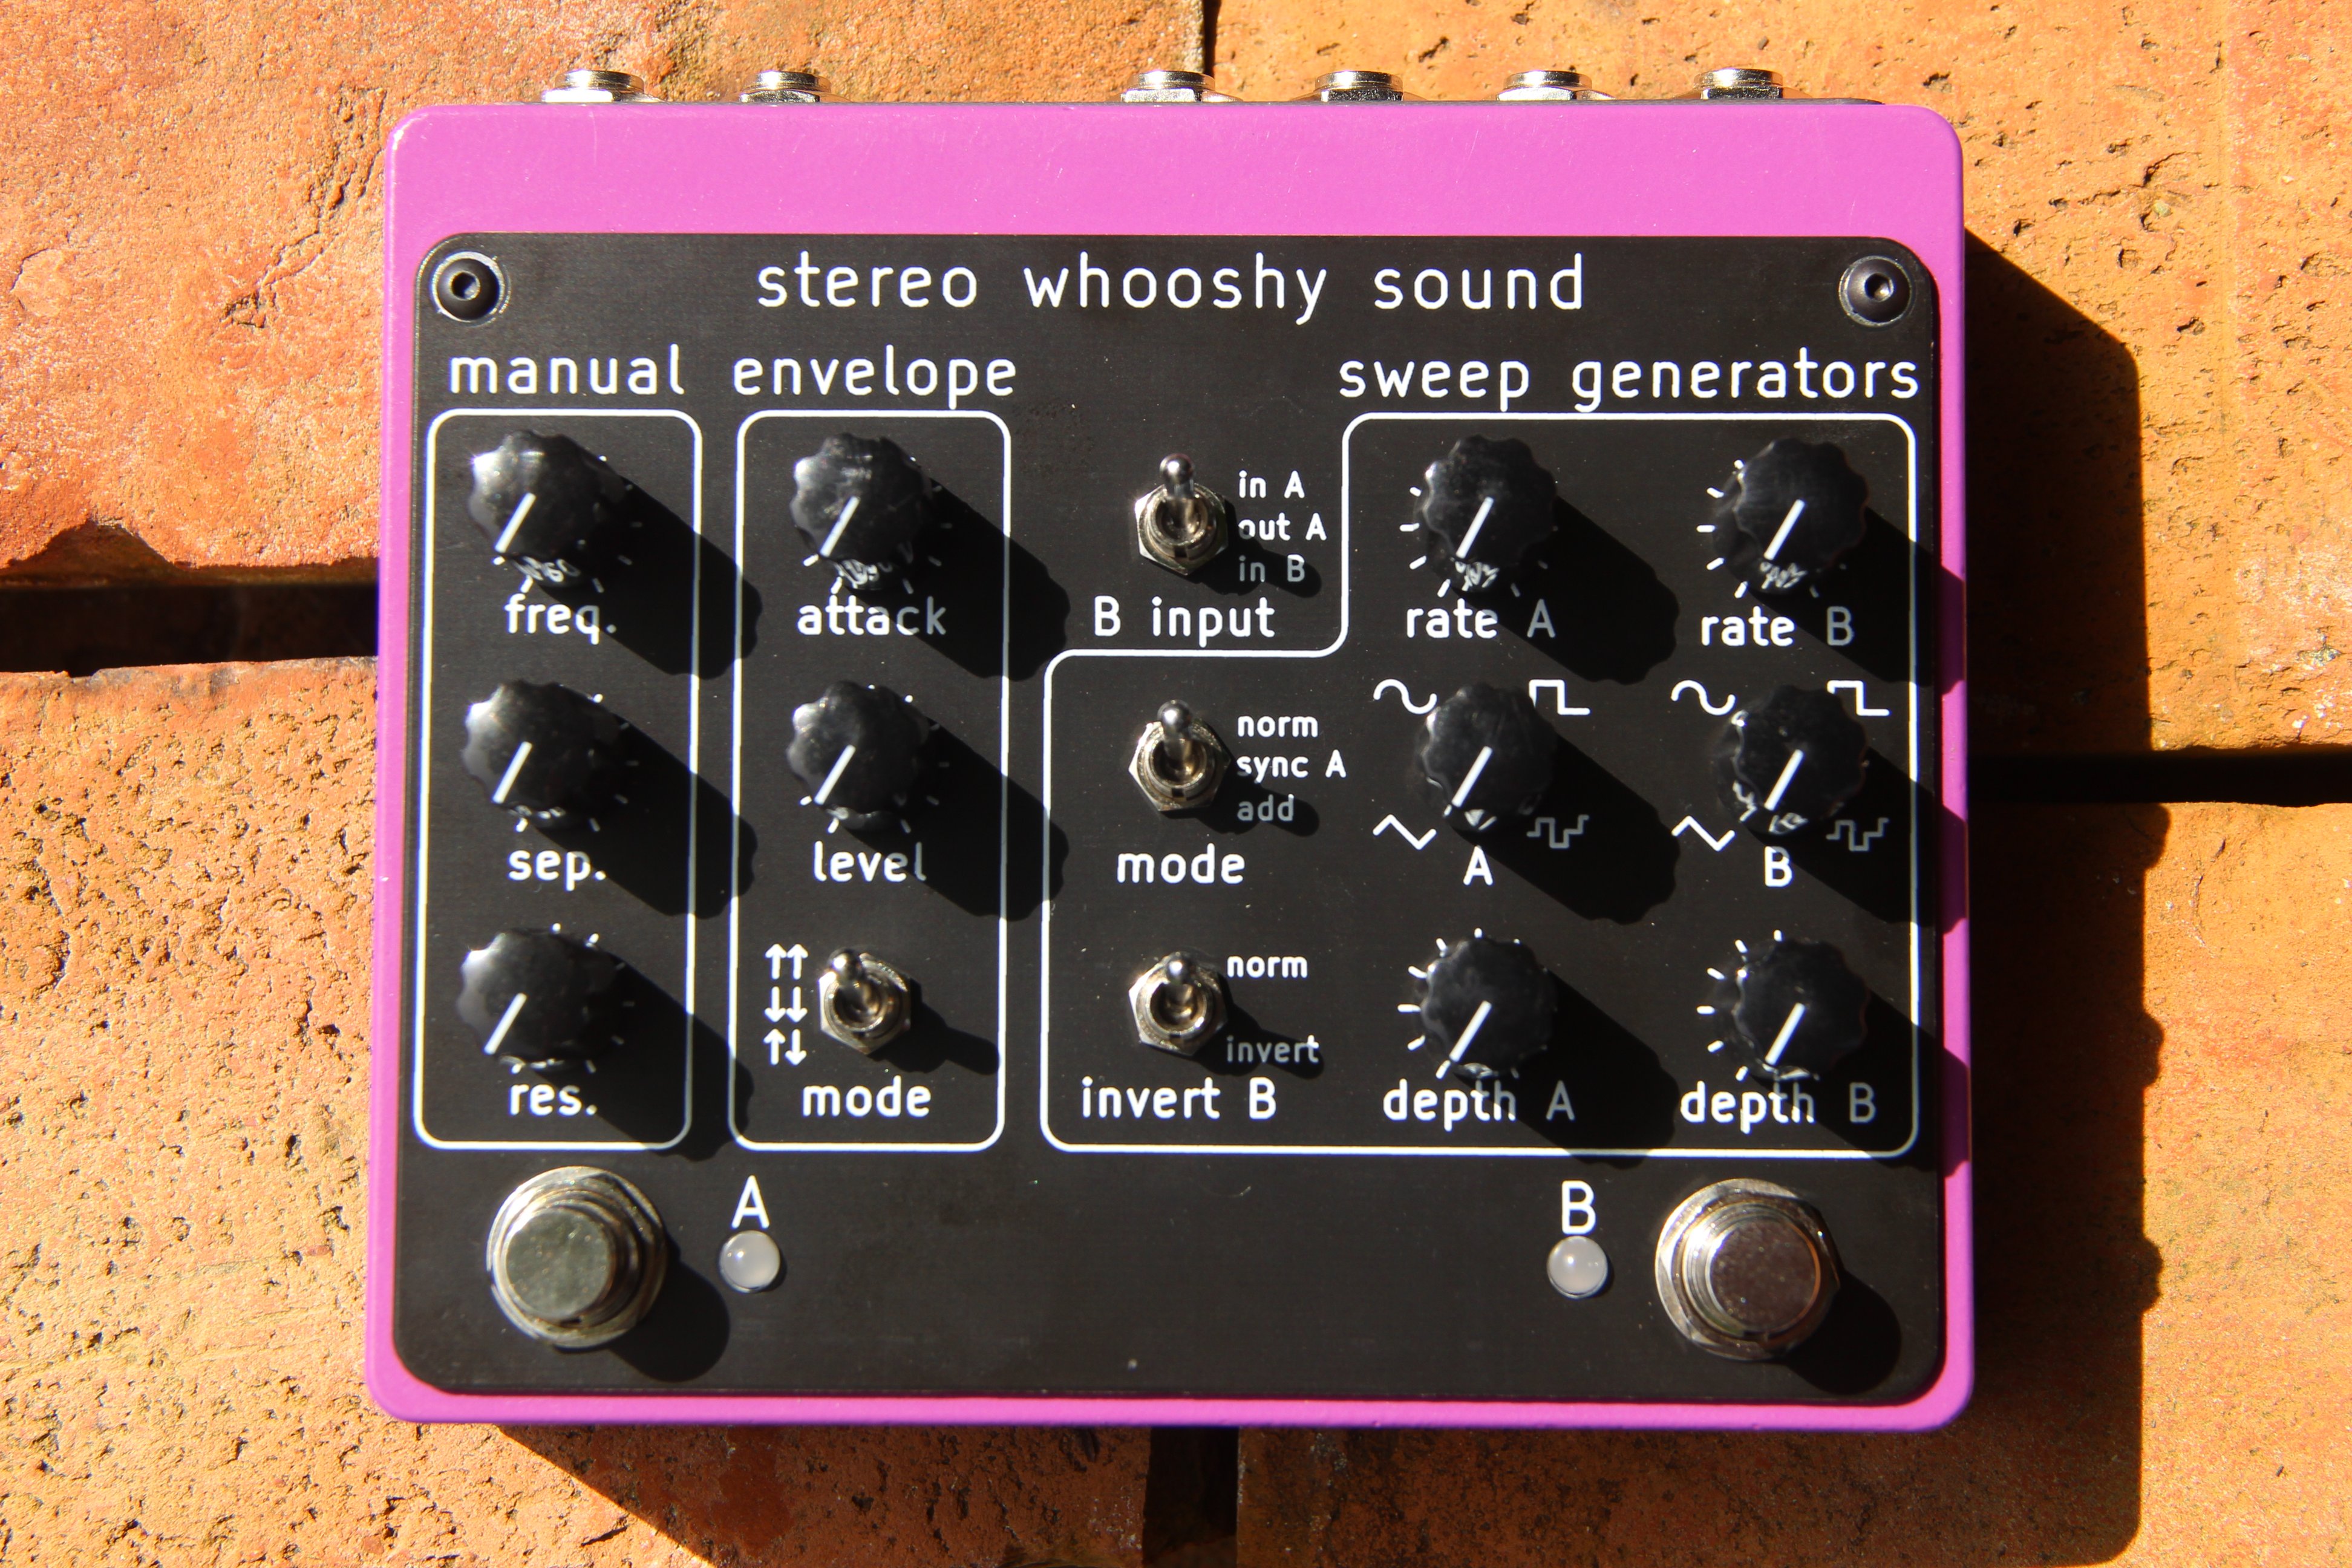 stereo whooshy sound
manual envelope sweep generators
in A
out A
in B
freq. attack B input rate A rate B
norm
sync A
add
sep. level mode A B
norm
invert
res. mode invert B depth A depth B
A B